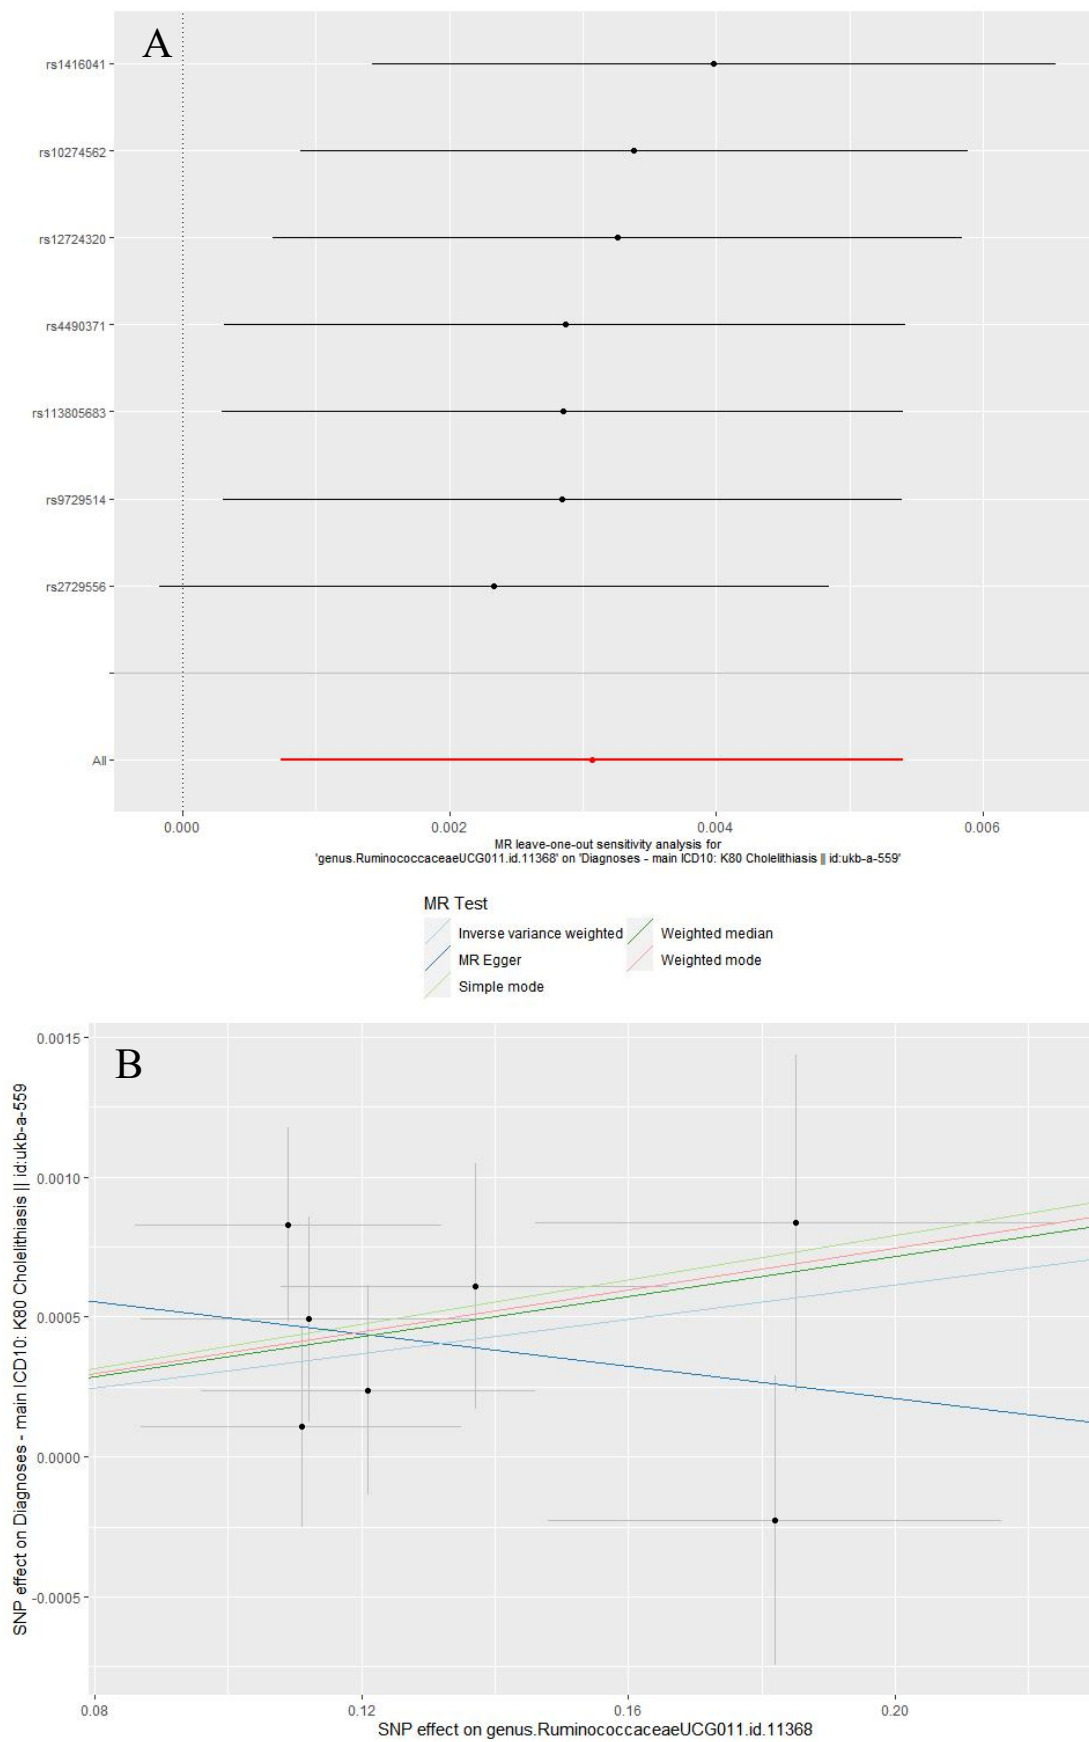 A
rs1416041
rs10274562
rs12724320
rs4490371
rs113805683
rs9729514
rs2729556
All
0.000 0.002 0.004 0.006
MR leave-one-out sensitivity analysis for
'genus.RuminococcaceaeUCG011.id.11368' on 'Diagnoses - main ICD10: K80 Cholelithiasis || id:ukb-a-559'
MR Test
Inverse variance weighted Weighted median
MR Egger Weighted mode
Simple mode
B
SNP effect on Diagnoses - main ICD10: K80 Cholelithiasis || id:ukb-a-559
0.0015
0.0010
0.0005
0.0000
-0.0005
0.08 0.12 0.16 0.20
SNP effect on genus.RuminococcaceaeUCG011.id.11368